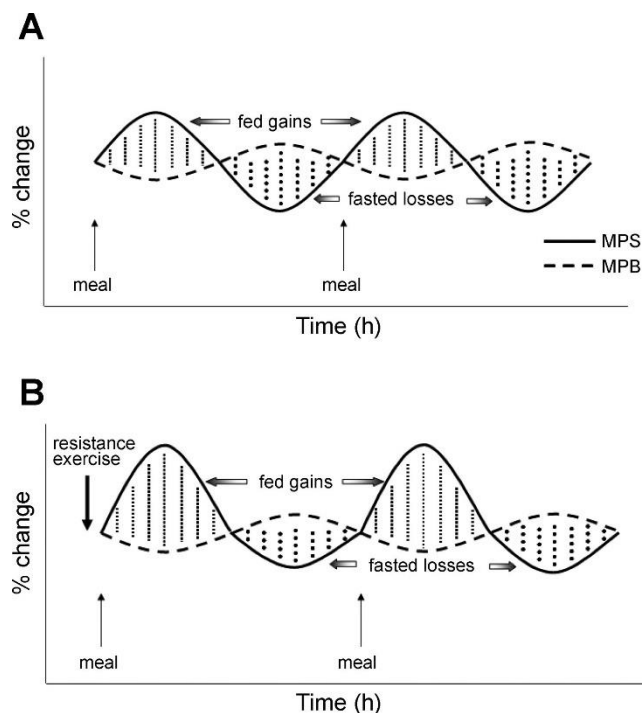 A
% change
fed gains
fasted losses
MPS
MPB
meal
meal
Time (h)
B
resistance
exercise
% change
fed gains
fasted losses
meal
meal
Time (h)